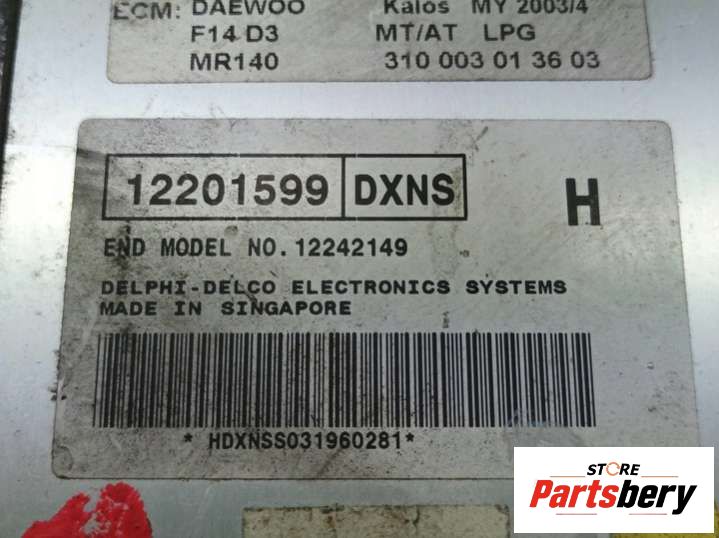 ECM: DAEWOO Kalos MY 2003/4
F14 D3 MT/AT LPG
MR140 310 003 01 36 03
12201599 DXNS H
END MODEL NO. 12242149
DELPHI-DELCO ELECTRONICS SYSTEMS
MADE IN SINGAPORE
* HDXNSS031960281*
STORE
Partsbery